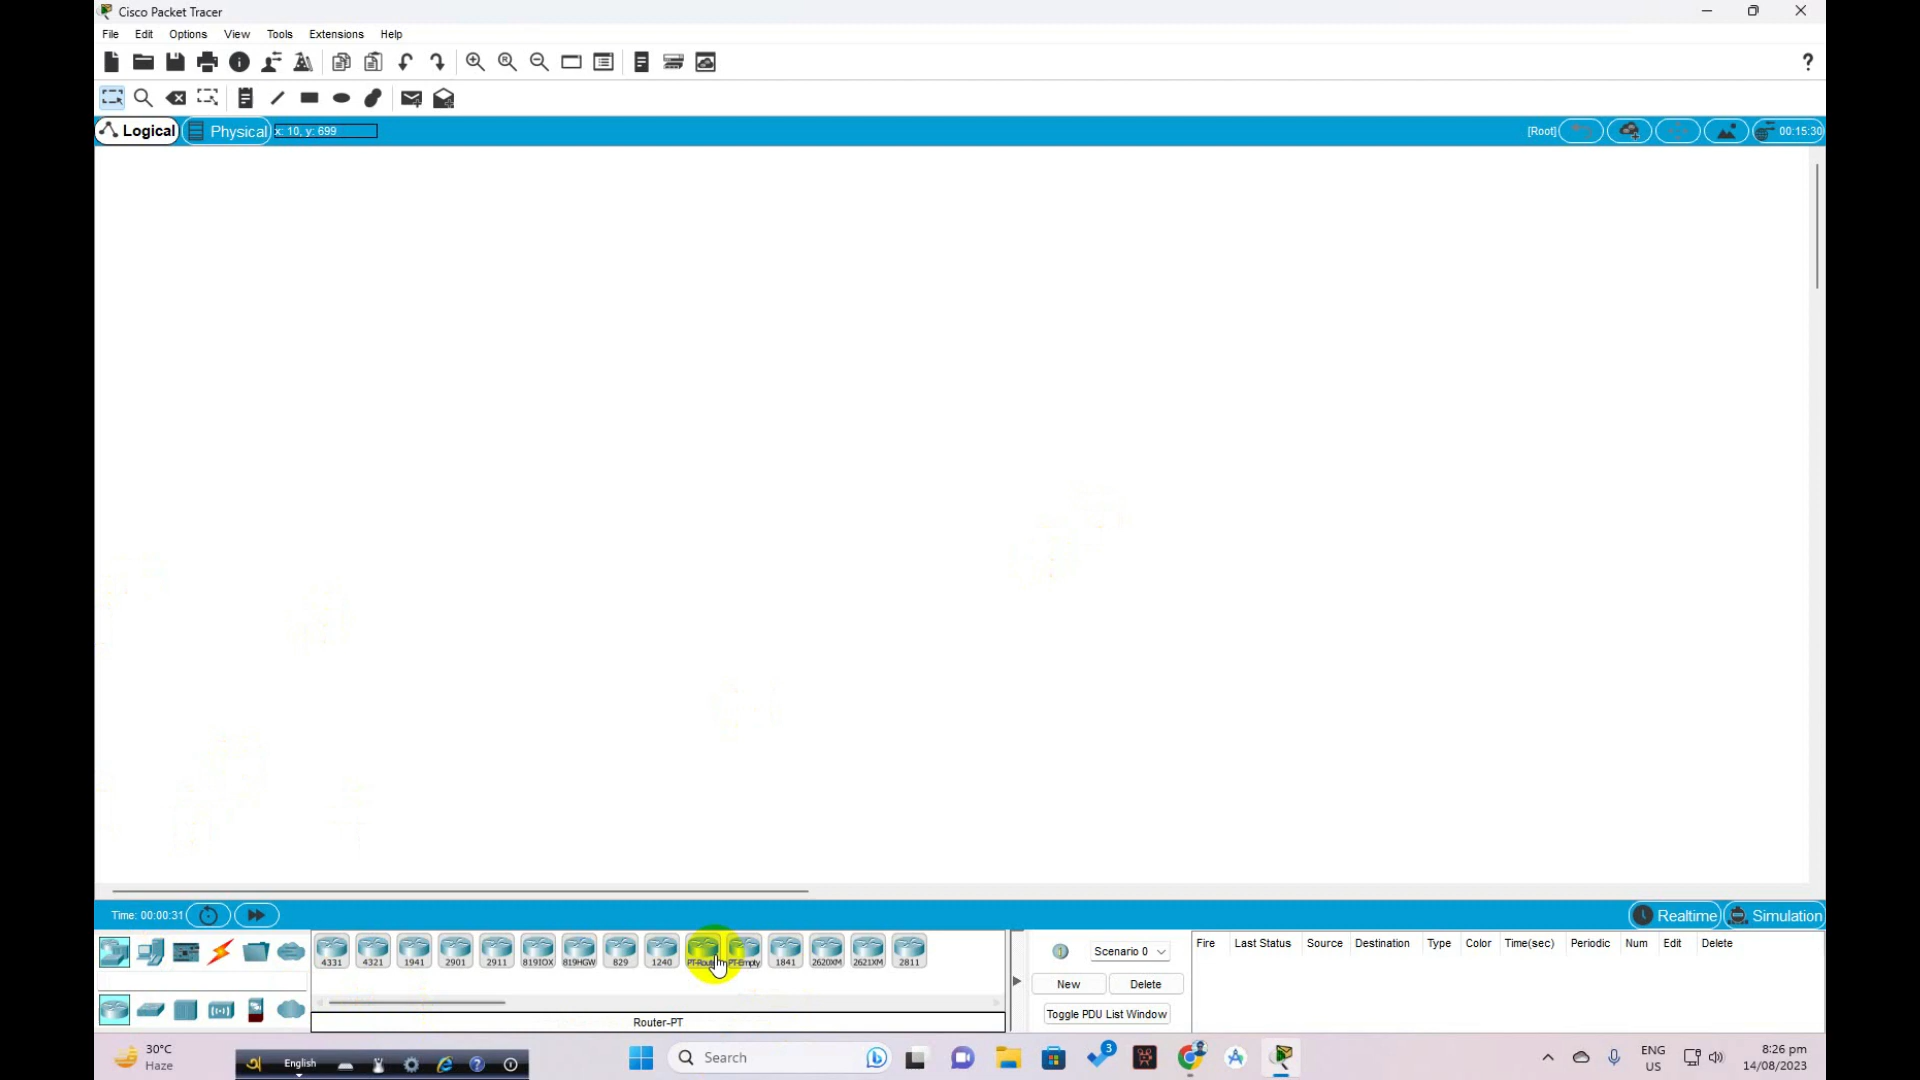 Cisco Packet Tracer
File Edit Options View Tools Extensions Help
?
Logical Physical x: 10, y: 699 [Root] 00:15:30
Time: 00:00:31 Realtime Simulation
4331 4321 1941 2901 2911 819IOX 819HGW 829 1240 PT-Empty 1841 2620XM 2621XM 2811
Router-PT
Scenario 0
New Delete
Toggle PDU List Window
Fire Last Status Source Destination Type Color Time(sec) Periodic Num Edit Delete
30°C
Haze
English
Search
3
ENG
US
8:26 pm
14/08/2023